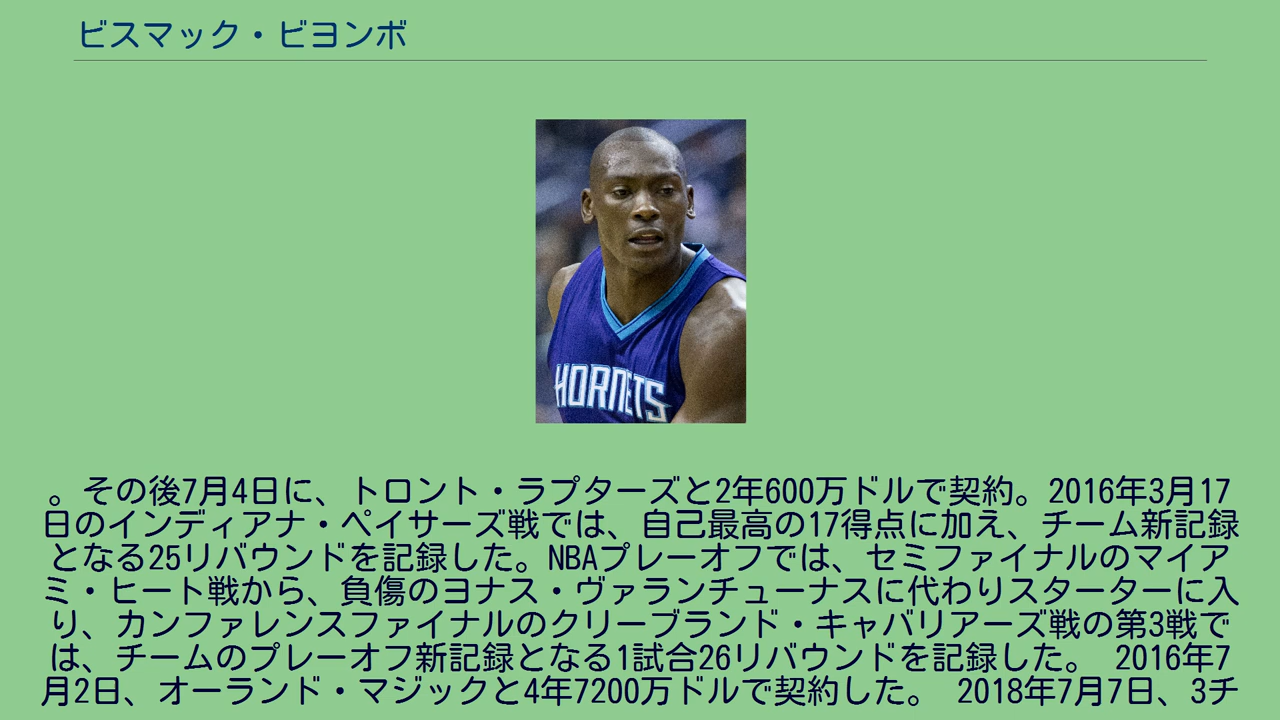 ビスマック・ビヨンボ
HORNETS
。その後7月4日に、トロント・ラプターズと2年600万ドルで契約。2016年3月17
日のインディアナ・ペイサーズ戦では、自己最高の17得点に加え、チーム新記録
となる25リバウンドを記録した。NBAプレーオフでは、セミファイナルのマイア
ミ・ヒート戦から、負傷のヨナス・ヴァランチューナスに代わりスターターに入
り、カンファレンスファイナルのクリーブランド・キャバリアーズ戦の第3戦で
は、チームのプレーオフ新記録となる1試合26リバウンドを記録した。 2016年7
月2日、オーランド・マジックと4年7200万ドルで契約した。 2018年7月7日、3チ